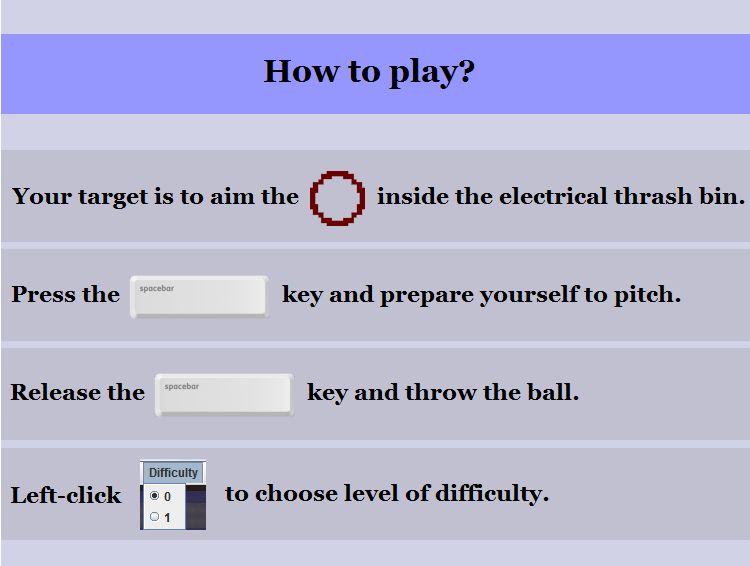 How to play?
Your target is to aim the inside the electrical thrash bin.
Press the spacebar key and prepare yourself to pitch.
Release the spacebar key and throw the ball.
Left-click Difficulty to choose level of difficulty.
0
1